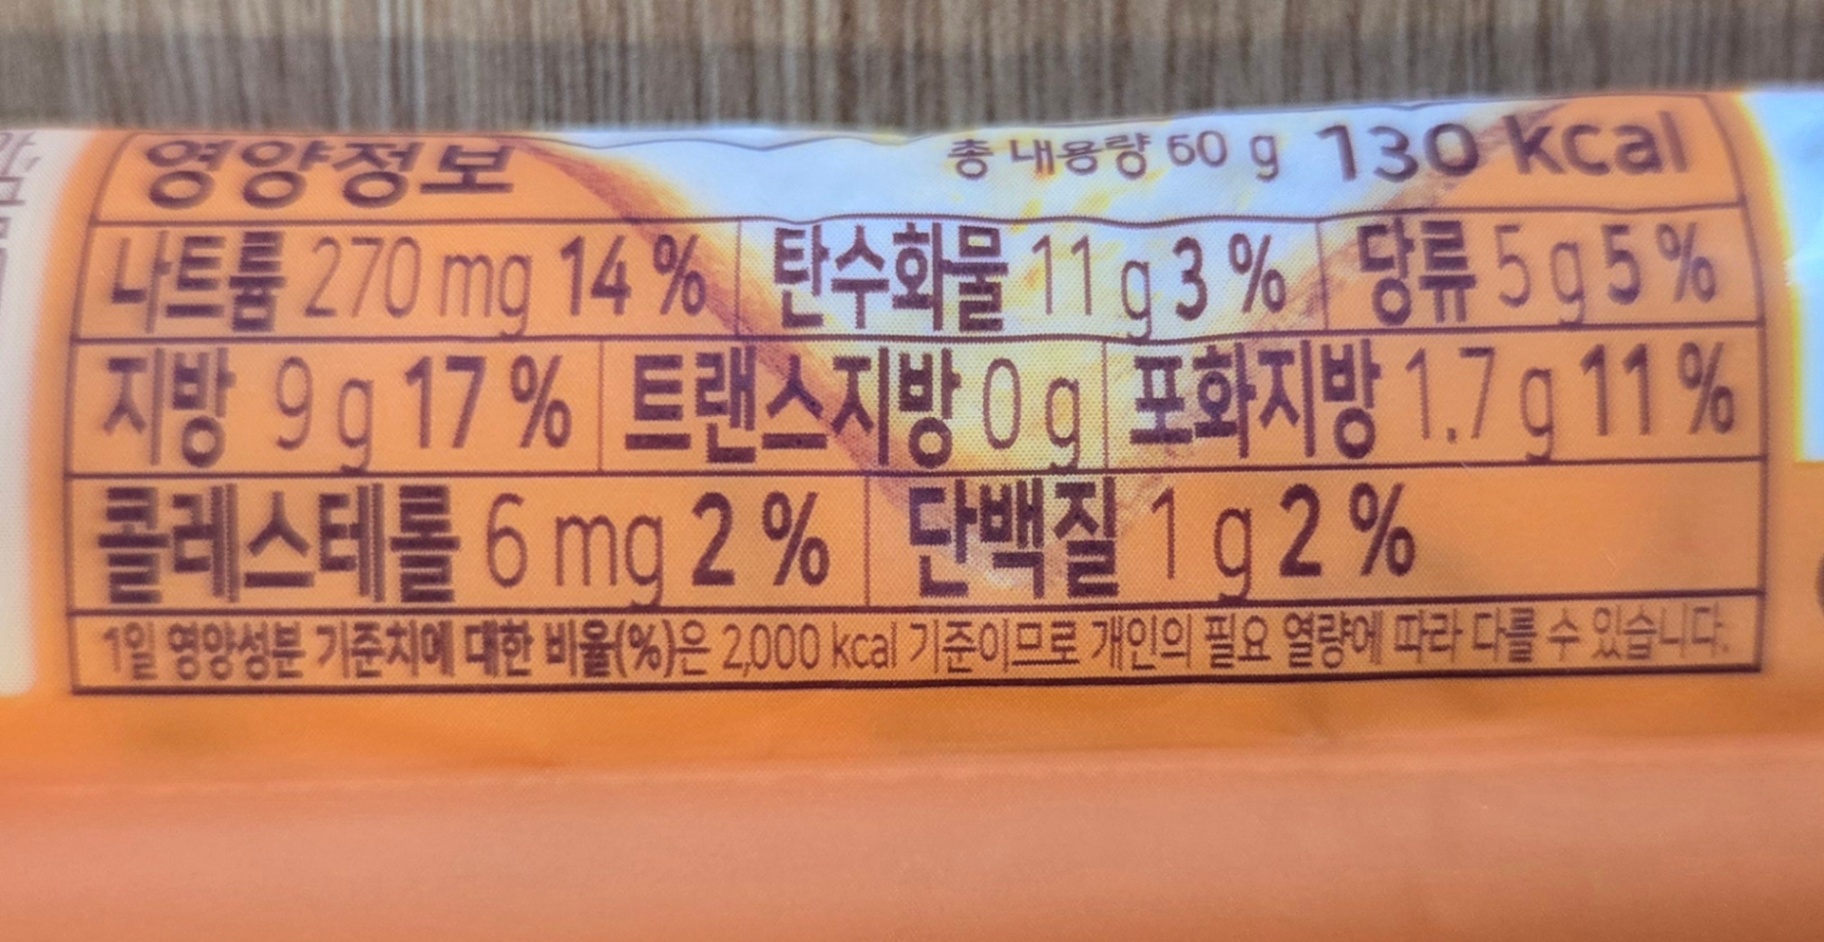 영양정보 총 내용량 60 g 130 kcal
나트륨 270 mg 14 % 탄수화물 11 g 3 % 당류 5 g 5 %
지방 9 g 17 % 트랜스지방 0 g 포화지방 1.7 g 11 %
콜레스테롤 6 mg 2 % 단백질 1 g 2 %
1일 영양성분 기준치에 대한 비율(%)은 2,000 kcal 기준이므로 개인의 필요 열량에 따라 다를 수 있습니다.